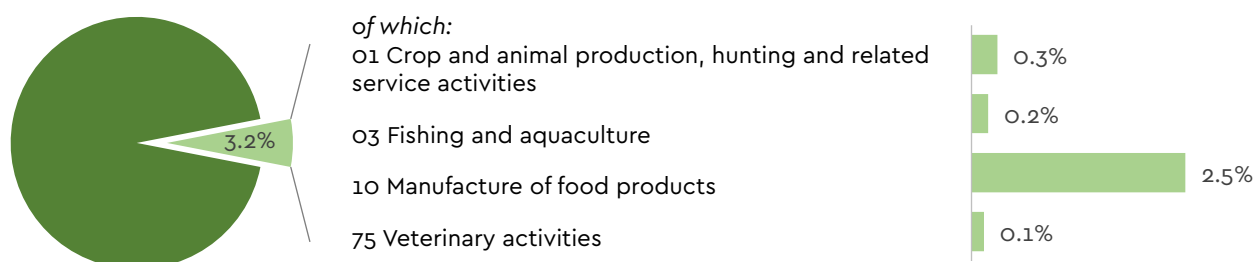 of which:
01 Crop and animal production, hunting and related
service activities
03 Fishing and aquaculture
10 Manufacture of food products
75 Veterinary activities
3.2%
0.3%
0.2%
2.5%
0.1%